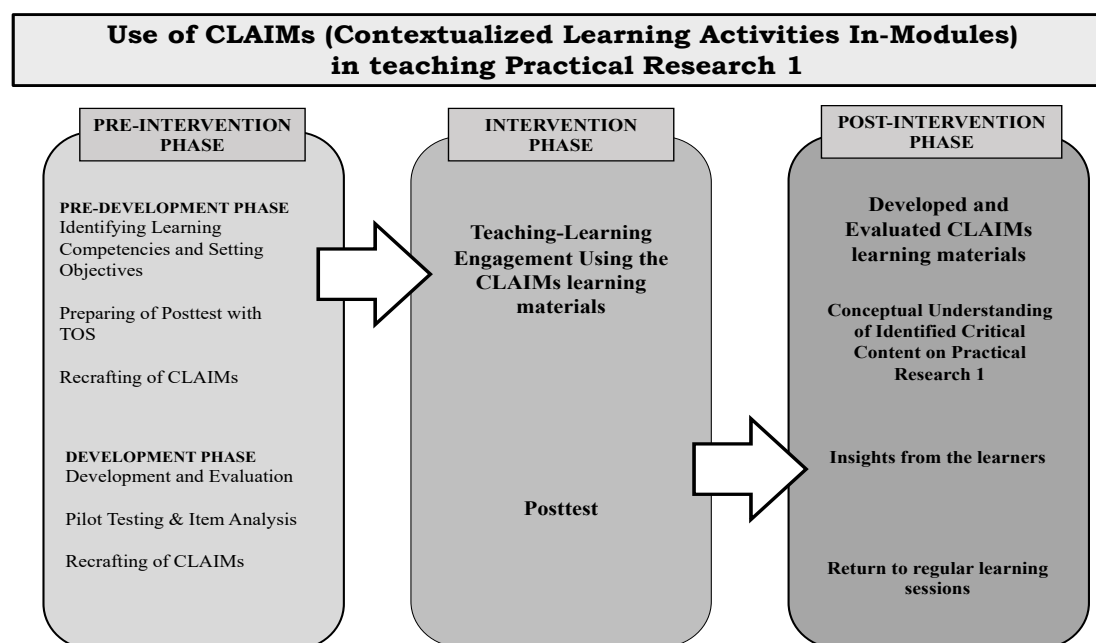 Use of CLAIMs (Contextualized Learning Activities In-Modules)
in teaching Practical Research 1
PRE-INTERVENTION
PHASE
PRE-DEVELOPMENT PHASE
Identifying Learning
Competencies and Setting
Objectives
Preparing of Posttest with
TOS
Recrafting of CLAIMs
DEVELOPMENT PHASE
Development and Evaluation
Pilot Testing & Item Analysis
Recrafting of CLAIMs
INTERVENTION
PHASE
Teaching-Learning
Engagement Using the
CLAIMs learning
materials
Posttest
POST-INTERVENTION
PHASE
Developed and
Evaluated CLAIMs
learning materials
Conceptual Understanding
of Identified Critical
Content on Practical
Research 1
Insights from the learners
Return to regular learning
sessions